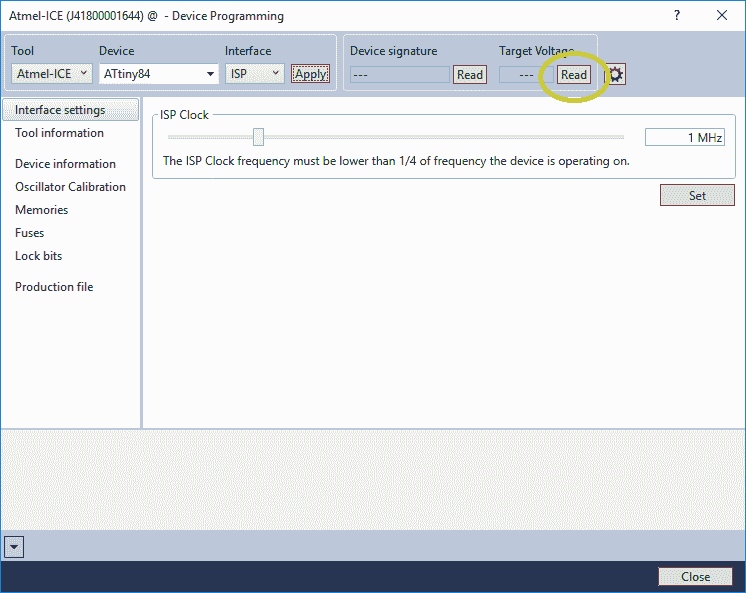 Atmel-ICE (J41800001644) @  - Device Programming
?
Tool Device Interface Device signature Target Voltage
Atmel-ICE ATtiny84 ISP Apply --- Read --- Read
Interface settings
Tool information
Device information
Oscillator Calibration
Memories
Fuses
Lock bits
Production file
ISP Clock
1 MHz
The ISP Clock frequency must be lower than 1/4 of frequency the device is operating on.
Set
Close